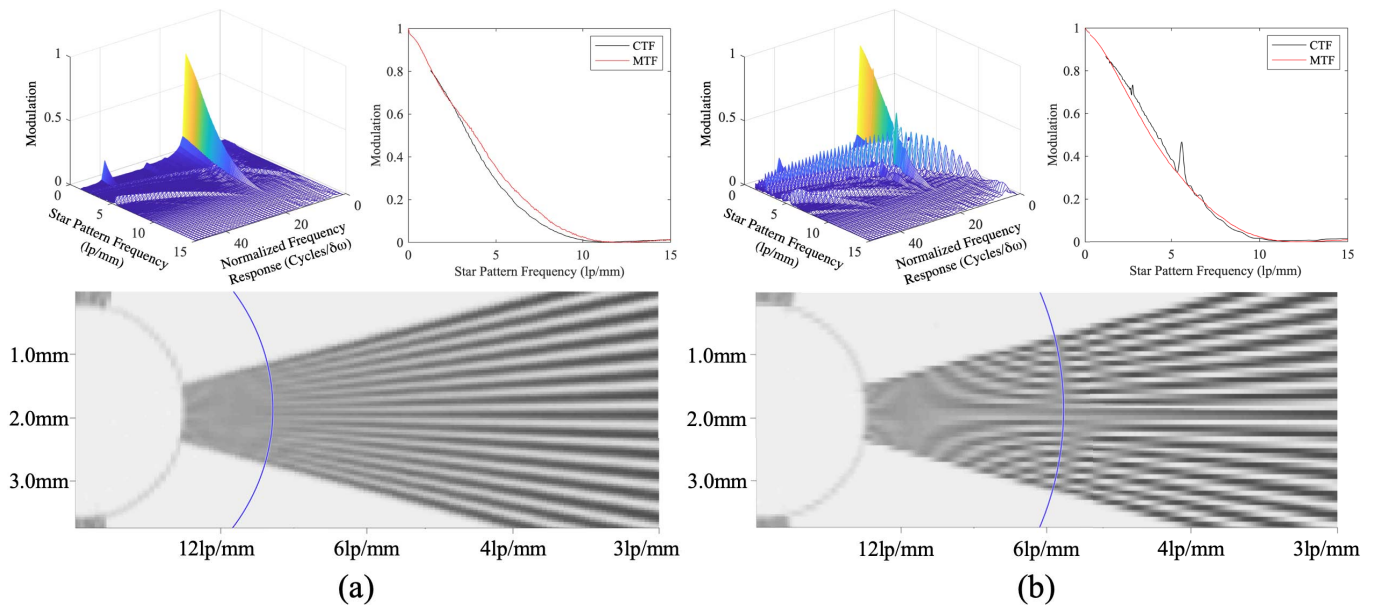 1
0.5
0
Modulation
0
5
10
15
Star Pattern Frequency
(lp/mm)
40
20
0
Normalized Frequency
Response (Cycles/δω)
1
0.8
0.6
0.4
0.2
0
Modulation
0
5
10
15
Star Pattern Frequency (lp/mm)
CTF
MTF
1.0mm
2.0mm
3.0mm
12lp/mm
6lp/mm
4lp/mm
3lp/mm
(a)
1
0.5
0
Modulation
0
5
10
15
Star Pattern Frequency
(lp/mm)
40
20
0
Normalized Frequency
Response (Cycles/δω)
1
0.8
0.6
0.4
0.2
0
Modulation
0
5
10
15
Star Pattern Frequency (lp/mm)
CTF
MTF
1.0mm
2.0mm
3.0mm
12lp/mm
6lp/mm
4lp/mm
3lp/mm
(b)